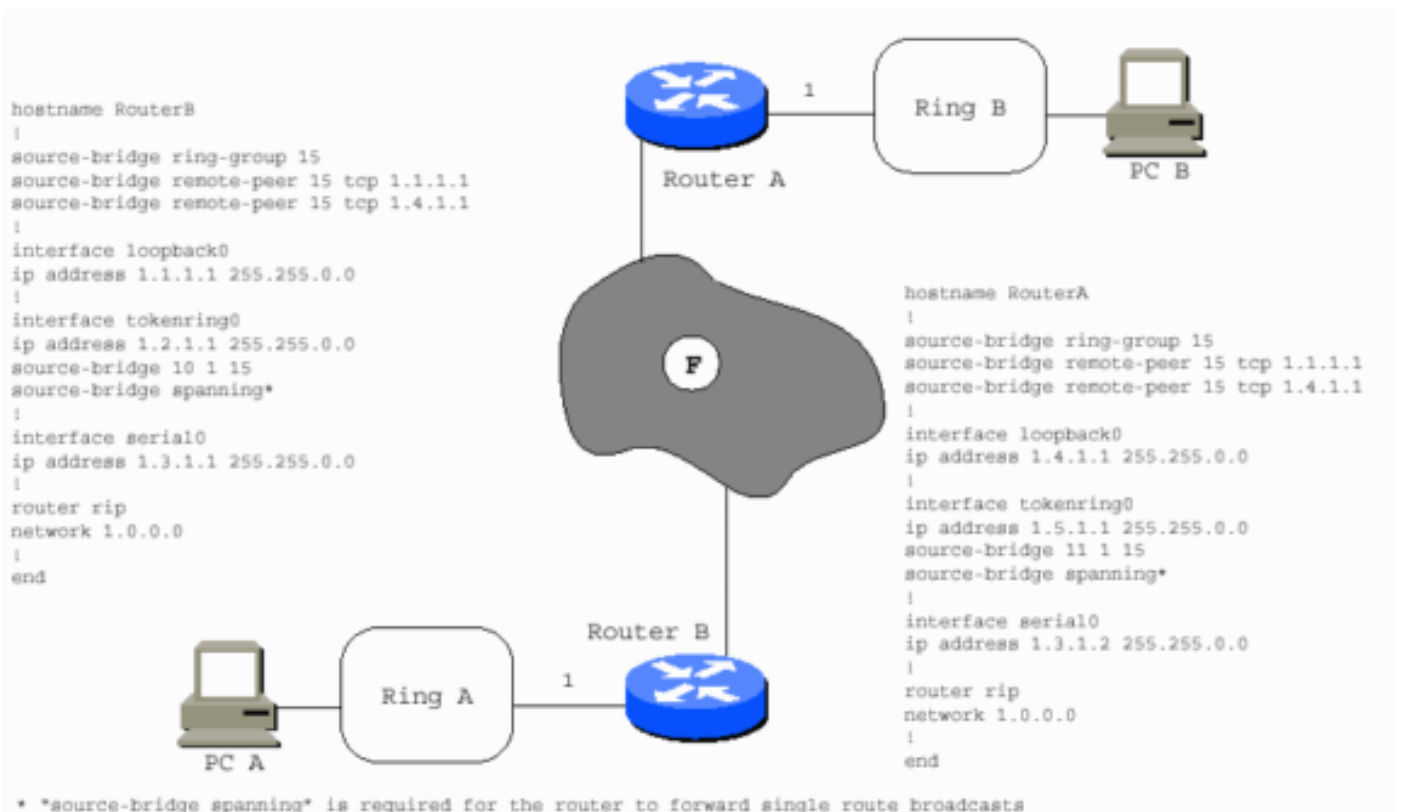 hostname RouterB
!
source-bridge ring-group 15
source-bridge remote-peer 15 tcp 1.1.1.1
source-bridge remote-peer 15 tcp 1.4.1.1
!
interface loopback0
ip address 1.1.1.1 255.255.0.0
!
interface tokenring0
ip address 1.2.1.1 255.255.0.0
source-bridge 10 1 15
source-bridge spanning*
!
interface serial0
ip address 1.3.1.1 255.255.0.0
!
router rip
network 1.0.0.0
!
end
1
Ring B
Router A
PC B
F
hostname RouterA
!
source-bridge ring-group 15
source-bridge remote-peer 15 tcp 1.1.1.1
source-bridge remote-peer 15 tcp 1.4.1.1
!
interface loopback0
ip address 1.4.1.1 255.255.0.0
!
interface tokenring0
ip address 1.5.1.1 255.255.0.0
source-bridge 11 1 15
source-bridge spanning*
!
interface serial0
ip address 1.3.1.2 255.255.0.0
!
router rip
network 1.0.0.0
!
end
Router B
Ring A
1
PC A
* "source-bridge spanning" is required for the router to forward single route broadcasts